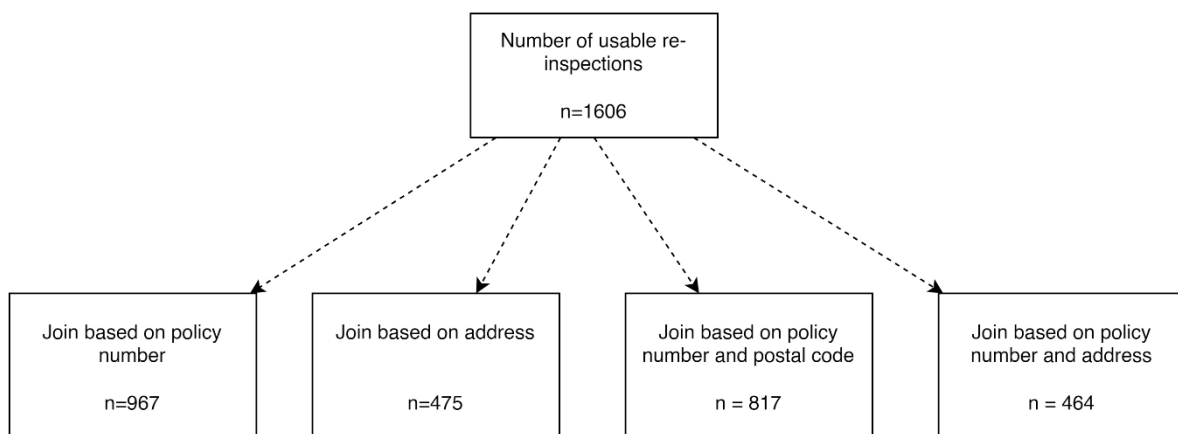 Number of usable re-
inspections
n=1606
Join based on policy
number
n=967
Join based on address
n=475
Join based on policy
number and postal code
n = 817
Join based on policy
number and address
n = 464